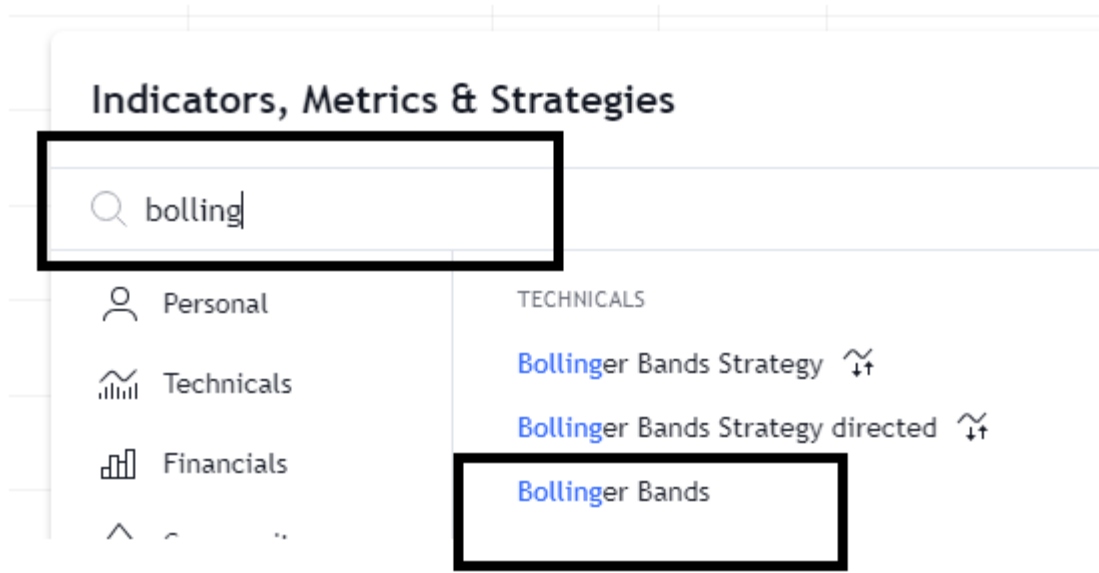 Indicators, Metrics & Strategies
bolling
Personal
Technicals
Financials
TECHNICALS
Bollinger Bands Strategy
Bollinger Bands Strategy directed
Bollinger Bands